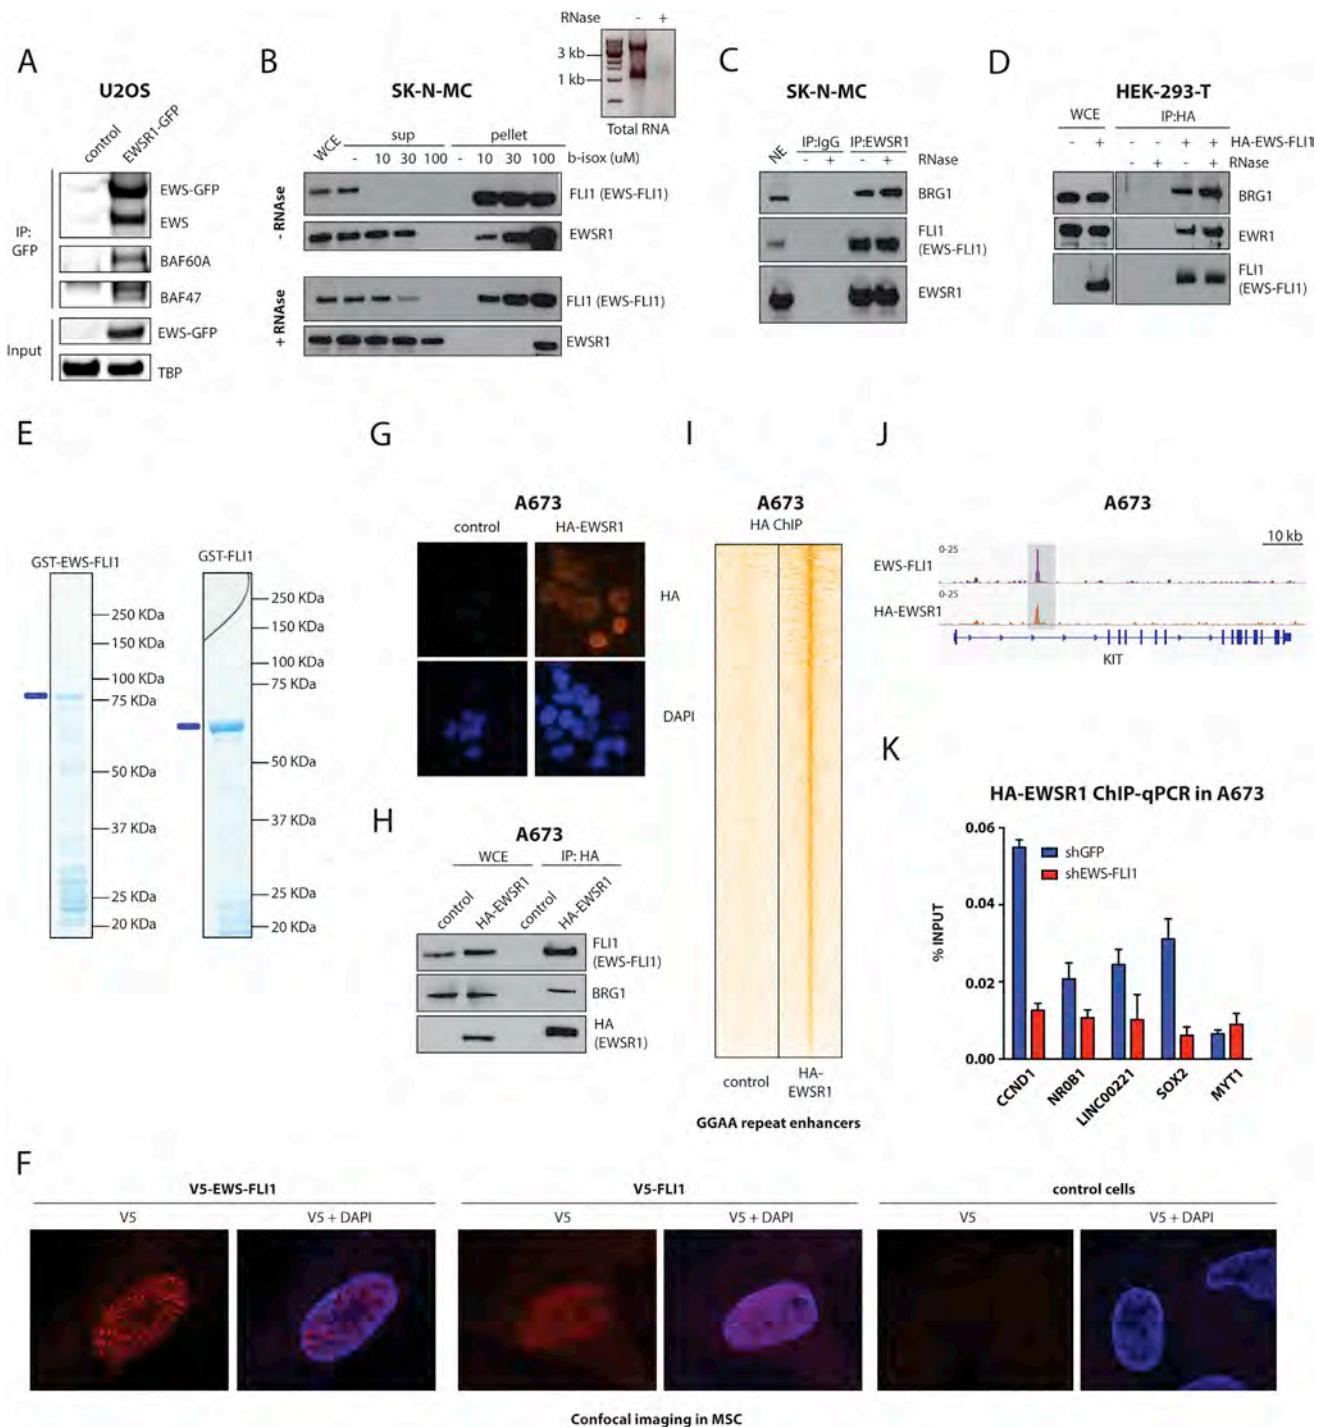 RNase - +
3 kb
1 kb
Total RNA
A
U2OS
control
EWSR1-GFP
IP:
GFP
EWS-GFP
EWS
BAF60A
BAF47
Input
EWS-GFP
TBP
B
SK-N-MC
sup
pellet
WCE - 10 30 100 - 10 30 100 b-isox (uM)
- RNAse
FLI1 (EWS-FLI1)
EWSR1
+ RNAse
FLI1 (EWS-FLI1)
EWSR1
C
SK-N-MC
IP:IgG IP:EWSR1
NE - + - + RNase
BRG1
FLI1
(EWS-FLI1)
EWSR1
D
HEK-293-T
WCE IP:HA
- + - - + + HA-EWS-FLI1
- + - + RNase
BRG1
EWR1
FLI1
(EWS-FLI1)
E
GST-EWS-FLI1
250 KDa
150 KDa
100 KDa
75 KDa
50 KDa
37 KDa
25 KDa
20 KDa
GST-FLI1
250 KDa
150 KDa
100 KDa
75 KDa
50 KDa
37 KDa
25 KDa
20 KDa
G
A673
control HA-EWSR1
HA
DAPI
H
A673
WCE IP: HA
control HA-EWSR1 control HA-EWSR1
FLI1
(EWS-FLI1)
BRG1
HA
(EWSR1)
I
A673
HA ChIP
control HA-
EWSR1
GGAA repeat enhancers
J
A673
10 kb
0-25
EWS-FLI1
0-25
HA-EWSR1
KIT
K
HA-EWSR1 ChIP-qPCR in A673
% INPUT
0.06
0.04
0.02
0.00
shGFP
shEWS-FLI1
CCND1 NR0B1 LINC00221 SOX2 MYT1
F
V5-EWS-FLI1 V5-FLI1 control cells
V5 V5 + DAPI V5 V5 + DAPI V5 V5 + DAPI
Confocal imaging in MSC